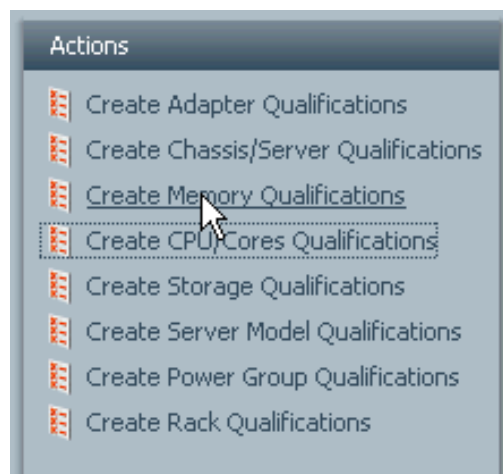 Actions
Create Adapter Qualifications
Create Chassis/Server Qualifications
Create Memory Qualifications
Create CPU/Cores Qualifications
Create Storage Qualifications
Create Server Model Qualifications
Create Power Group Qualifications
Create Rack Qualifications